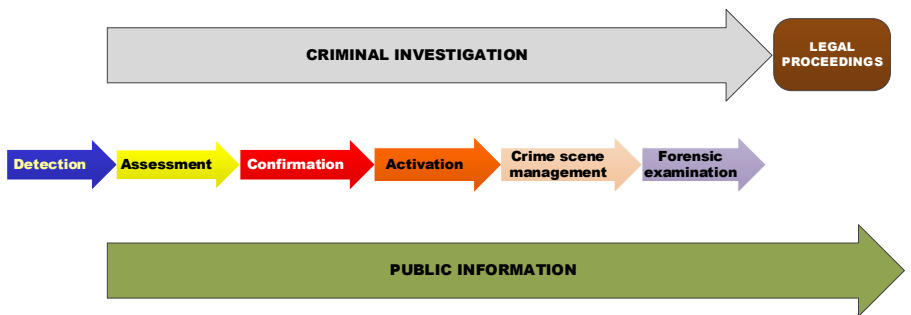 CRIMINAL INVESTIGATION
LEGAL
PROCEEDINGS
Detection
Assessment
Confirmation
Activation
Crime scene
management
Forensic
examination
PUBLIC INFORMATION